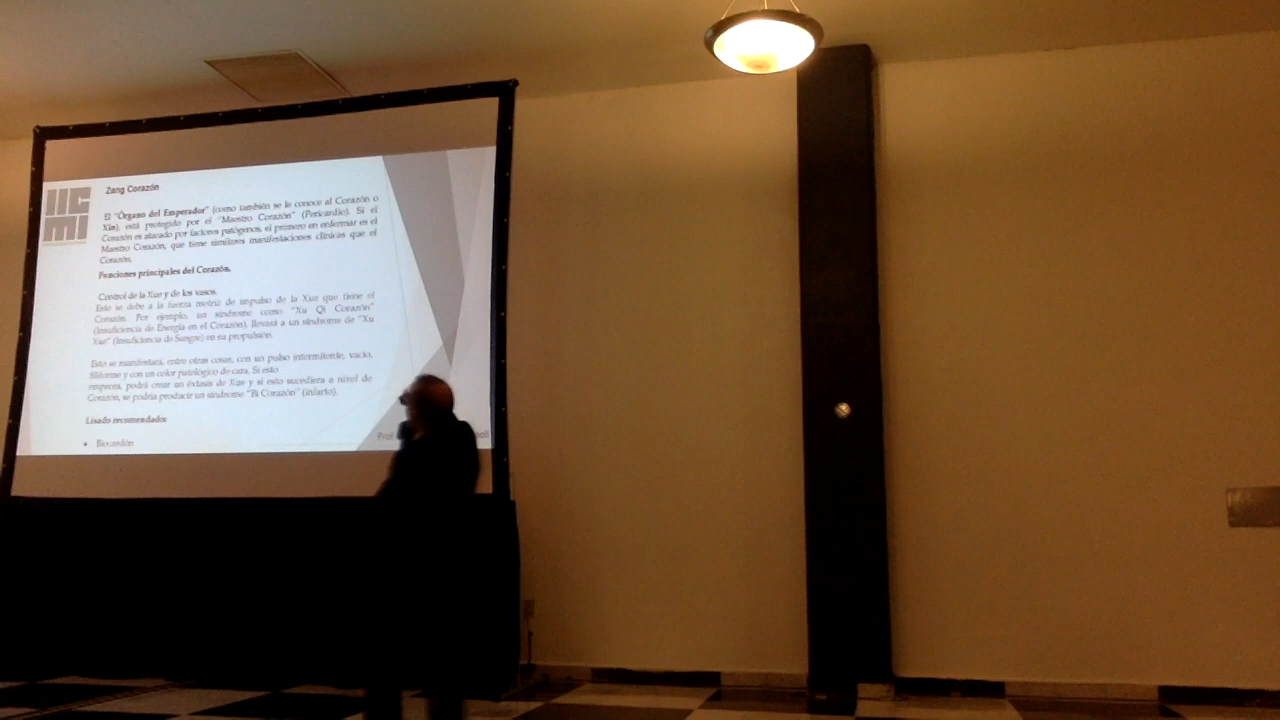 IIC
MI
Zang Corazón
El "Órgano del Emperador" (como también se le conoce al Corazón o
Xin), está protegido por el "Maestro Corazón" (Pericardio). Si el
Corazón es atacado por factores patógenos, el primero en enfermar es el
Maestro Corazón, que tiene similares manifestaciones clínicas que el
Corazón.
Funciones principales del Corazón.
Control de la Xue y de los vasos.
Esto se debe a la fuerza motriz de impulso de la Xue que tiene el
Corazón. Por ejemplo, un síndrome como "Xu Qi Corazón"
(Insuficiencia de Energía en el Corazón), llevará a un síndrome de "Xu
Xue" (Insuficiencia de Sangre) en su propulsión.
Esto se manifestará, entre otras cosas, con un pulso intermitente, vacío,
filiforme y con un color patológico de cara. Si esto
empeora, podrá crear un éxtasis de Xue y si esto sucediera a nivel de
Corazón, se podría producir un síndrome "Bi Corazón" (infarto).
Lisado recomendado:
Biocardión
Prof